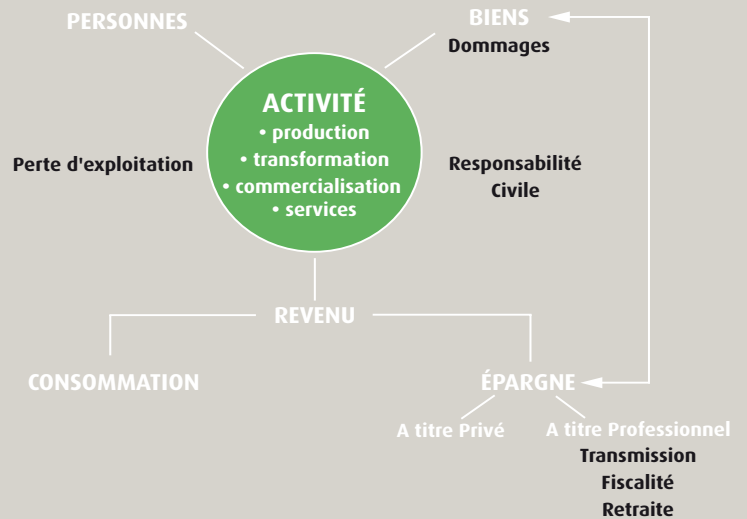 PERSONNES
BIENS
Dommages
ACTIVITÉ
• production
• transformation
• commercialisation
• services
Perte d'exploitation
Responsabilité
Civile
REVENU
CONSOMMATION
ÉPARGNE
A titre Privé
A titre Professionnel
Transmission
Fiscalité
Retraite